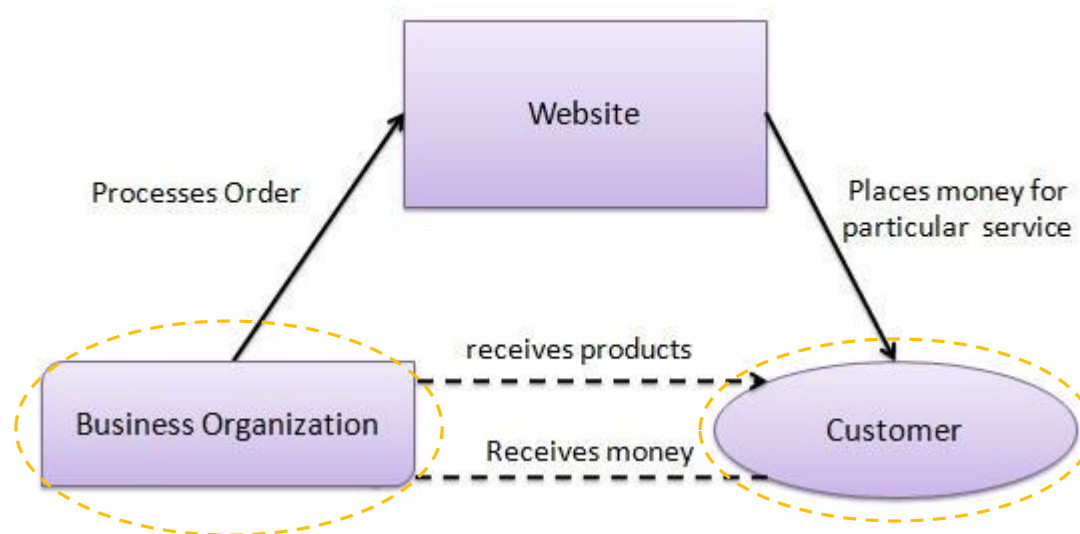 Website
Processes Order
Places money for
particular service
receives products
Business Organization
Customer
Receives money